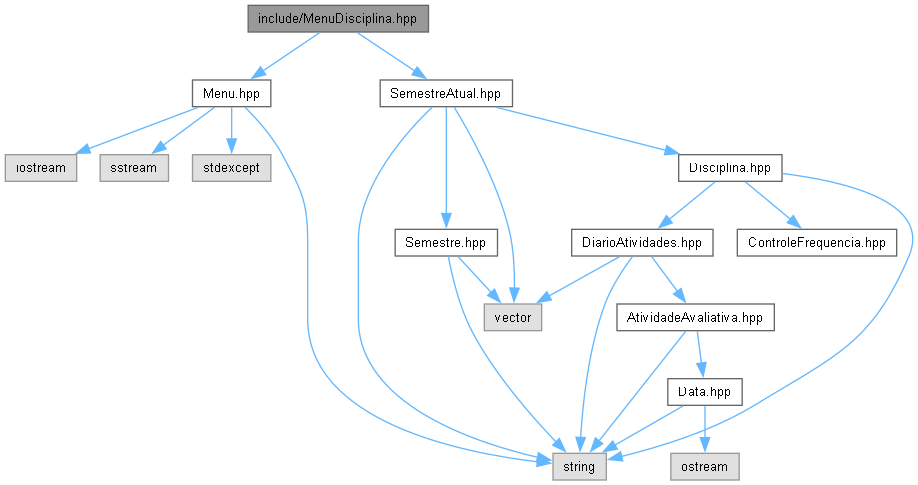 include/MenuDisciplina.hpp
Menu.hpp
SemestreAtual.hpp
iostream
sstream
stdexcept
Disciplina.hpp
Semestre.hpp
DiarioAtividades.hpp
ControleFrequencia.hpp
vector
AtividadeAvaliativa.hpp
Data.hpp
string
ostream